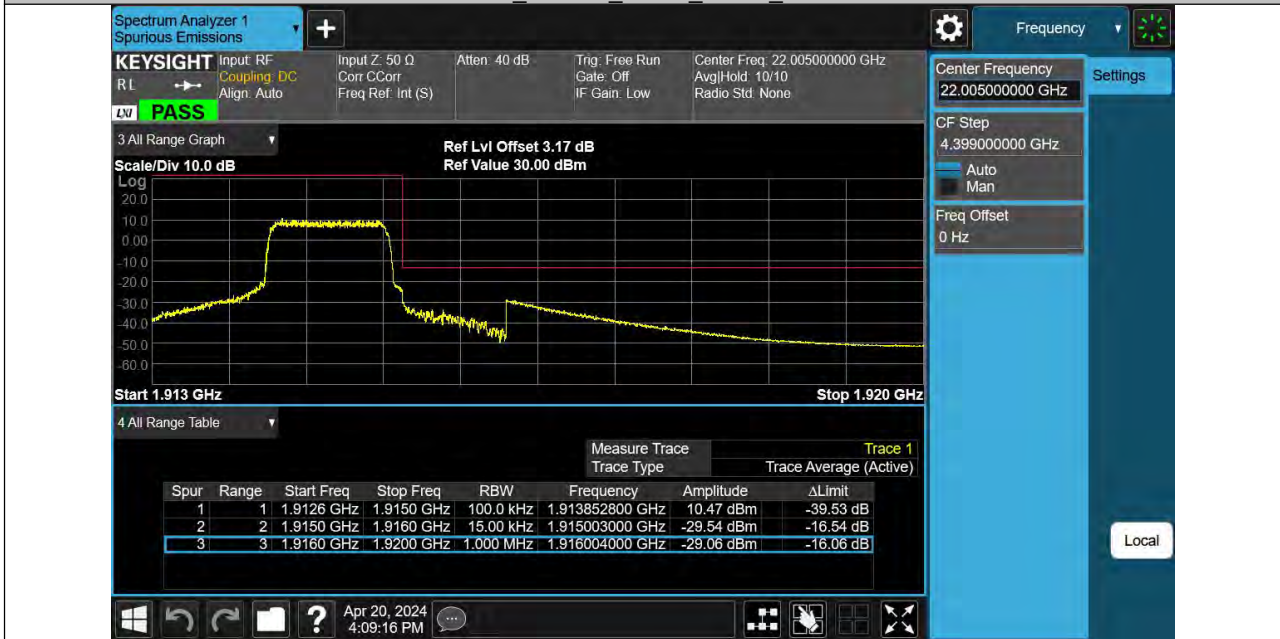 Spectrum Analyzer 1
Spurious Emissions
+
Frequency
KEYSIGHT Input: RF Input Z: 50 Ω Atten: 40 dB Trig: Free Run Center Freq: 22.005000000 GHz
RL Coupling: DC Corr CCorr Gate: Off Avg|Hold: 10/10
Align: Auto Freq Ref: Int (S) IF Gain: Low Radio Std: None
LXI PASS
Center Frequency
22.005000000 GHz
Settings
CF Step
4.399000000 GHz
Auto
Man
Freq Offset
0 Hz
3 All Range Graph
Ref Lvl Offset 3.17 dB
Scale/Div 10.0 dB Ref Value 30.00 dBm
Log
20.0
10.0
0.00
-10.0
-20.0
-30.0
-40.0
-50.0
-60.0
Start 1.913 GHz Stop 1.920 GHz
4 All Range Table
Measure Trace Trace 1
Trace Type Trace Average (Active)
Spur Range Start Freq Stop Freq RBW Frequency Amplitude ΔLimit
1 1 1.9126 GHz 1.9150 GHz 100.0 kHz 1.913852800 GHz 10.47 dBm -39.53 dB
2 2 1.9150 GHz 1.9160 GHz 15.00 kHz 1.915003000 GHz -29.54 dBm -16.54 dB
3 3 1.9160 GHz 1.9200 GHz 1.000 MHz 1.916004000 GHz -29.06 dBm -16.06 dB
Local
? Apr 20, 2024
4:09:16 PM